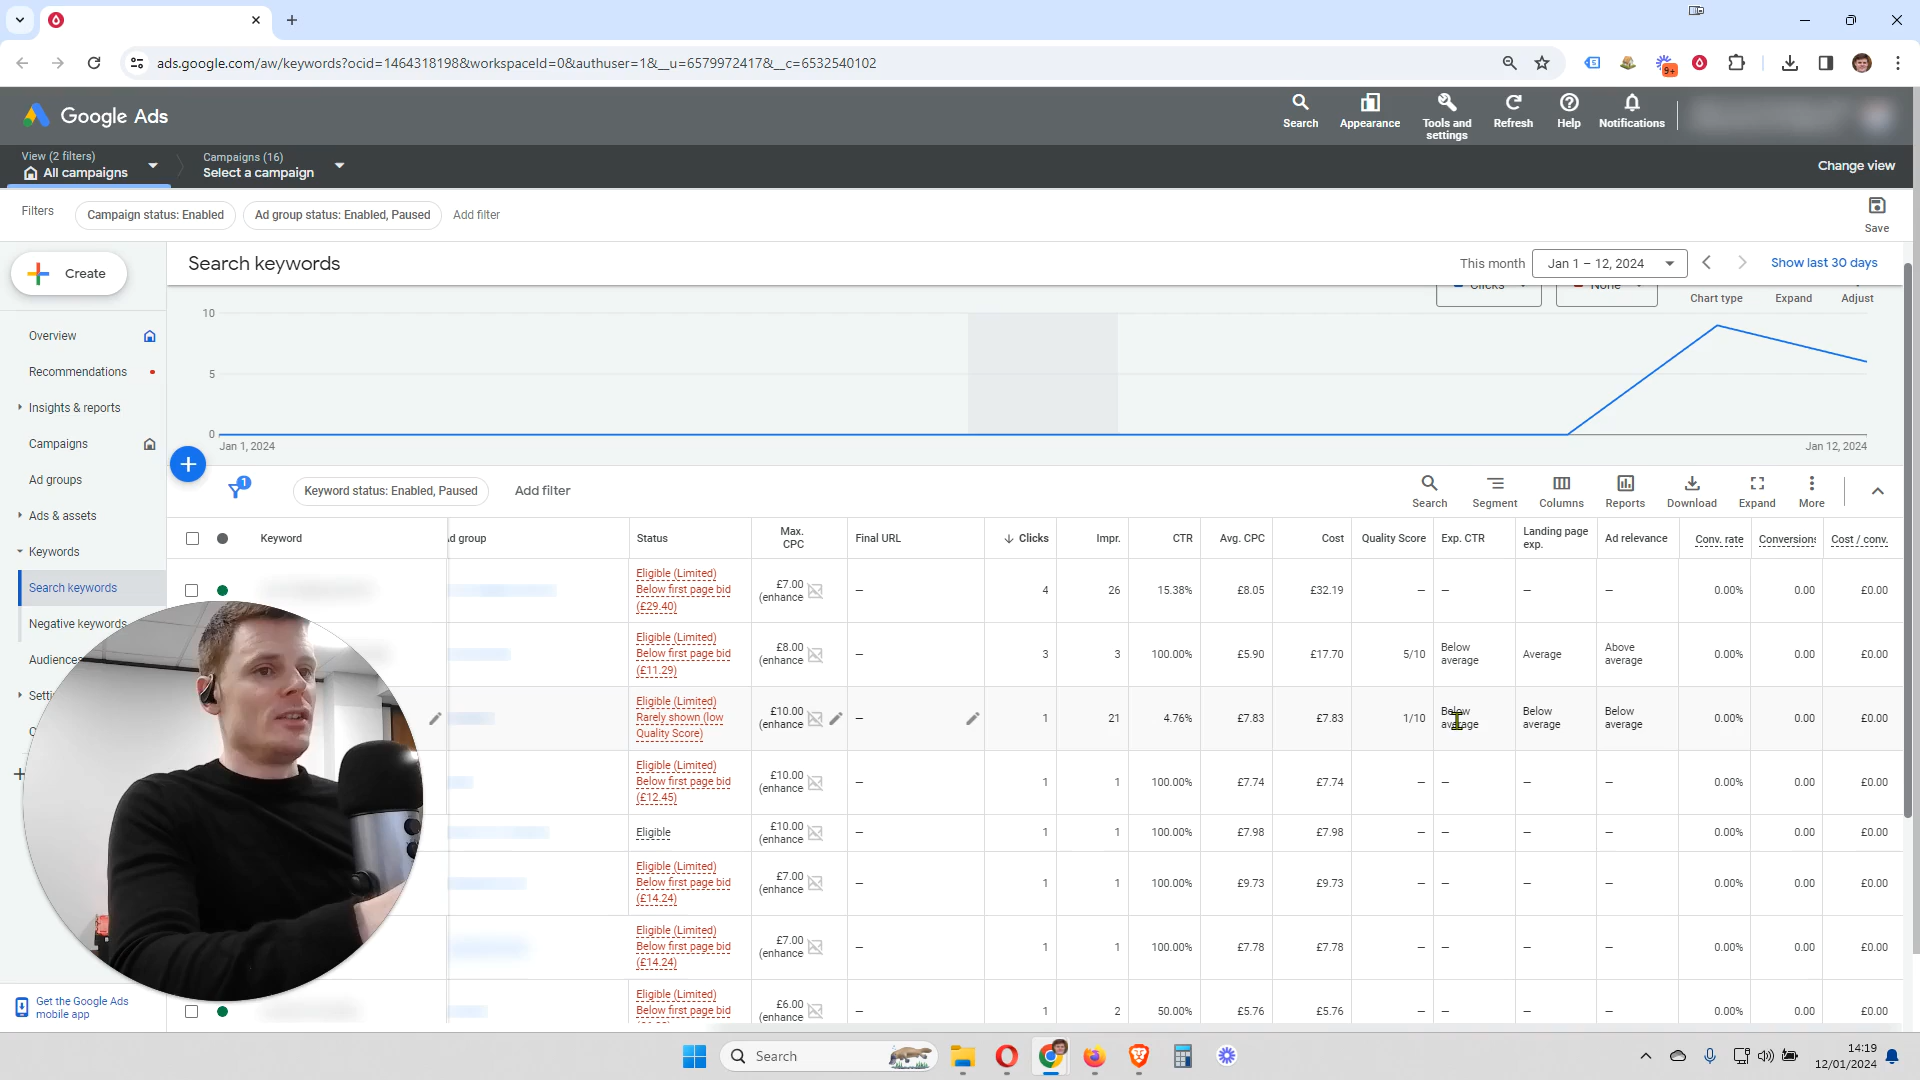 ads.google.com/aw/keywords?ocid=1464318198&workspaceId=0&authuser=1&__u=6579972417&__c=6532540102
9+
Google Ads
Search
Appearance
Tools and settings
Refresh
Help
Notifications
View (2 filters)
All campaigns
Campaigns (16)
Select a campaign
Change view
Filters
Campaign status: Enabled
Ad group status: Enabled, Paused
Add filter
Save
Create
Search keywords
This month
Jan 1 – 12, 2024
Show last 30 days
Clicks
None
Chart type
Expand
Adjust
Overview
Recommendations
Insights & reports
Campaigns
Ad groups
Ads & assets
Keywords
Search keywords
Negative keywords
Audiences
10
5
0
Jan 1, 2024
Jan 12, 2024
1
Keyword status: Enabled, Paused
Add filter
Search
Segment
Columns
Reports
Download
Expand
More
Keyword
d group
Status
Max. CPC
Final URL
Clicks
Impr.
CTR
Avg. CPC
Cost
Quality Score
Exp. CTR
Landing page exp.
Ad relevance
Conv. rate
Conversions
Cost / conv.
Eligible (Limited) Below first page bid (£29.40)
£7.00 (enhance
–
4
26
15.38%
£8.05
£32.19
–
–
–
–
0.00%
0.00
£0.00
Eligible (Limited) Below first page bid (£11.29)
£8.00 (enhance
–
3
3
100.00%
£5.90
£17.70
5/10
Below average
Average
Above average
0.00%
0.00
£0.00
Eligible (Limited) Rarely shown (low Quality Score)
£10.00 (enhance
–
1
21
4.76%
£7.83
£7.83
1/10
Below average
Below average
Below average
0.00%
0.00
£0.00
Eligible (Limited) Below first page bid (£12.45)
£10.00 (enhance
–
1
1
100.00%
£7.74
£7.74
–
–
–
–
0.00%
0.00
£0.00
Eligible
£10.00 (enhance
–
1
1
100.00%
£7.98
£7.98
–
–
–
–
0.00%
0.00
£0.00
Eligible (Limited) Below first page bid (£14.24)
£7.00 (enhance
–
1
1
100.00%
£9.73
£9.73
–
–
–
–
0.00%
0.00
£0.00
Eligible (Limited) Below first page bid (£14.24)
£7.00 (enhance
–
1
1
100.00%
£7.78
£7.78
–
–
–
–
0.00%
0.00
£0.00
Eligible (Limited) Below first page bid
£6.00 (enhance
–
1
2
50.00%
£5.76
£5.76
–
–
–
–
0.00%
0.00
£0.00
Get the Google Ads mobile app
Search
14:19
12/01/2024